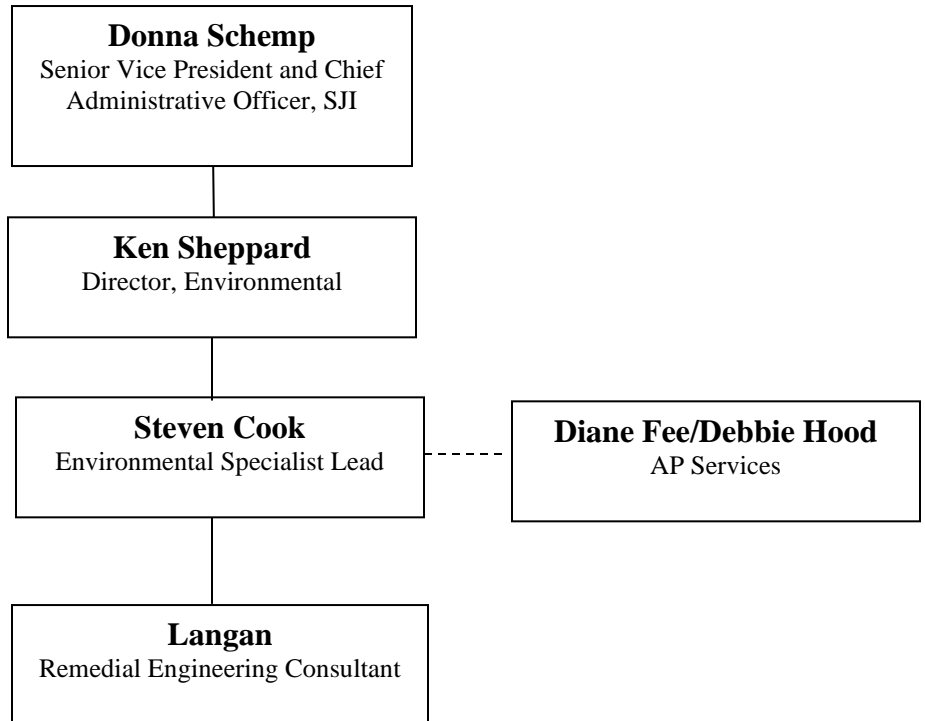 Donna Schemp
Senior Vice President and Chief
Administrative Officer, SJI
Ken Sheppard
Director, Environmental
Steven Cook
Environmental Specialist Lead
Diane Fee/Debbie Hood
AP Services
Langan
Remedial Engineering Consultant